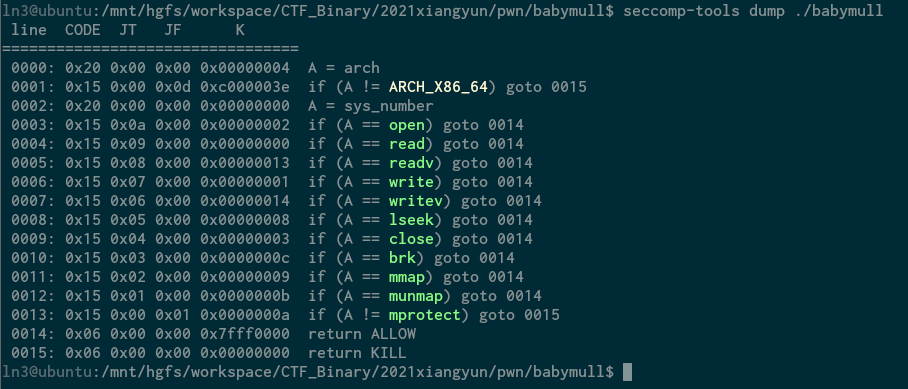 ln3@ubuntu:/mnt/hgfs/workspace/CTF_Binary/2021xiangyun/pwn/babymull$ seccomp-tools dump ./babymull
 line  CODE  JT   JF      K
=================================
 0000: 0x20 0x00 0x00 0x00000004  A = arch
 0001: 0x15 0x00 0x0d 0xc000003e  if (A != ARCH_X86_64) goto 0015
 0002: 0x20 0x00 0x00 0x00000000  A = sys_number
 0003: 0x15 0x0a 0x00 0x00000002  if (A == open) goto 0014
 0004: 0x15 0x09 0x00 0x00000000  if (A == read) goto 0014
 0005: 0x15 0x08 0x00 0x00000013  if (A == readv) goto 0014
 0006: 0x15 0x07 0x00 0x00000001  if (A == write) goto 0014
 0007: 0x15 0x06 0x00 0x00000014  if (A == writev) goto 0014
 0008: 0x15 0x05 0x00 0x00000008  if (A == lseek) goto 0014
 0009: 0x15 0x04 0x00 0x00000003  if (A == close) goto 0014
 0010: 0x15 0x03 0x00 0x0000000c  if (A == brk) goto 0014
 0011: 0x15 0x02 0x00 0x00000009  if (A == mmap) goto 0014
 0012: 0x15 0x01 0x00 0x0000000b  if (A == munmap) goto 0014
 0013: 0x15 0x00 0x01 0x0000000a  if (A != mprotect) goto 0015
 0014: 0x06 0x00 0x00 0x7fff0000  return ALLOW
 0015: 0x06 0x00 0x00 0x00000000  return KILL
ln3@ubuntu:/mnt/hgfs/workspace/CTF_Binary/2021xiangyun/pwn/babymull$